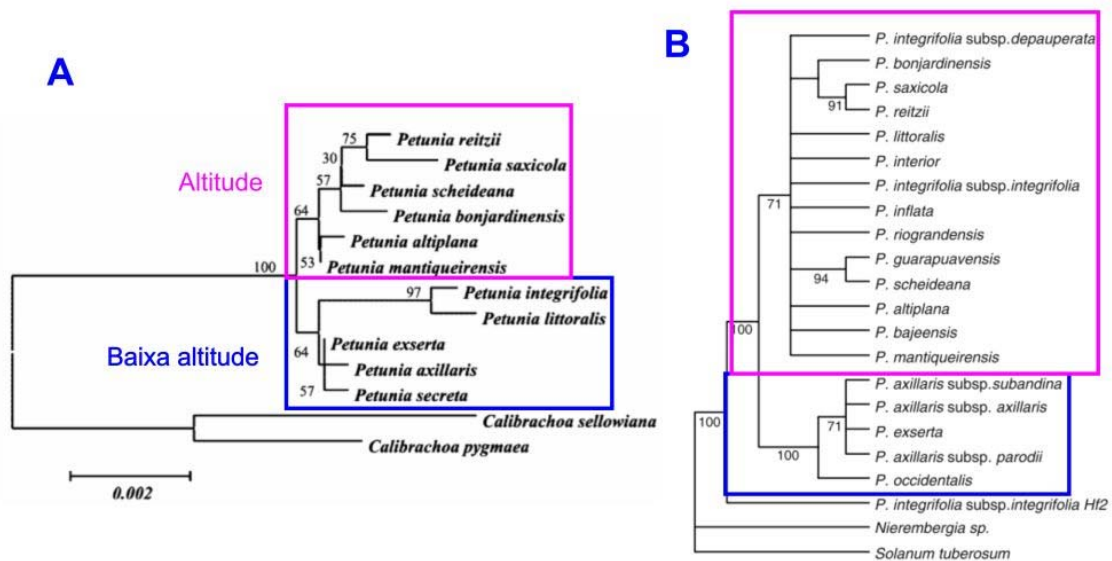 A
Altitude
Baixa altitude
100
64
75
30
57
53
64
97
57
Petunia reitzii
Petunia saxicola
Petunia scheideana
Petunia bonjardinensis
Petunia altiplana
Petunia mantiqueirensis
Petunia integrifolia
Petunia littoralis
Petunia exserta
Petunia axillaris
Petunia secreta
Calibrachoa sellowiana
Calibrachoa pygmaea
0.002
B
P. integrifolia subsp.depauperata
P. bonjardinensis
P. saxicola
91
P. reitzii
P. littoralis
P. interior
P. integrifolia subsp.integrifolia
71
P. inflata
P. riograndensis
P. guarapuavensis
94
P. scheideana
P. altiplana
100
P. bajeensis
P. mantiqueirensis
P. axillaris subsp.subandina
P. axillaris subsp. axillaris
100
71
P. exserta
100
P. axillaris subsp. parodii
P. occidentalis
P. integrifolia subsp.integrifolia Hf2
Nierembergia sp.
Solanum tuberosum